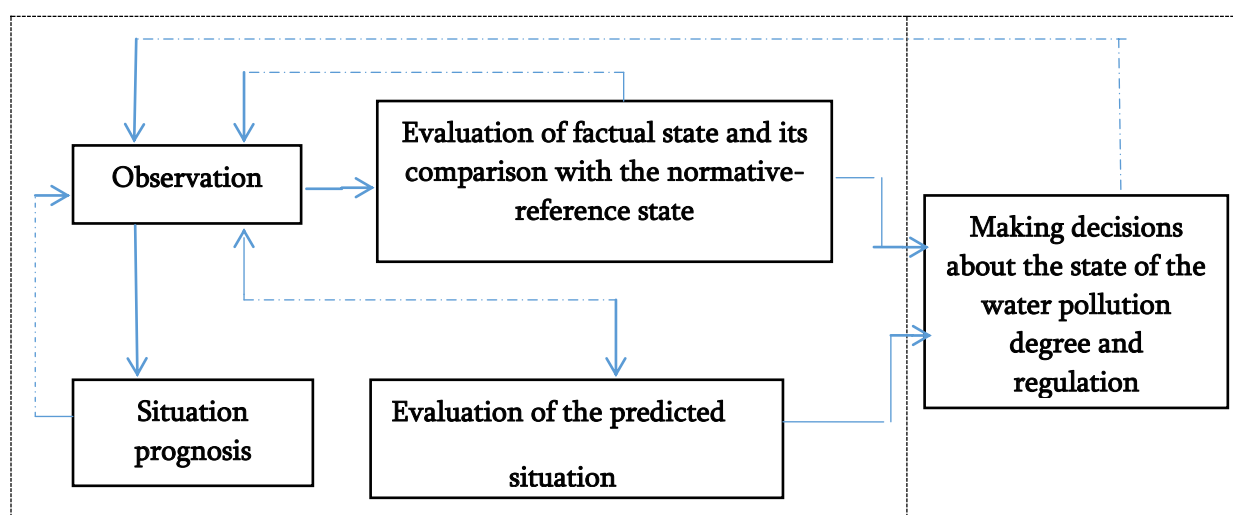 Observation
Evaluation of factual state and its
comparison with the normative-
reference state
Making decisions
about the state of the
water pollution
degree and
regulation
Situation
prognosis
Evaluation of the predicted
situation